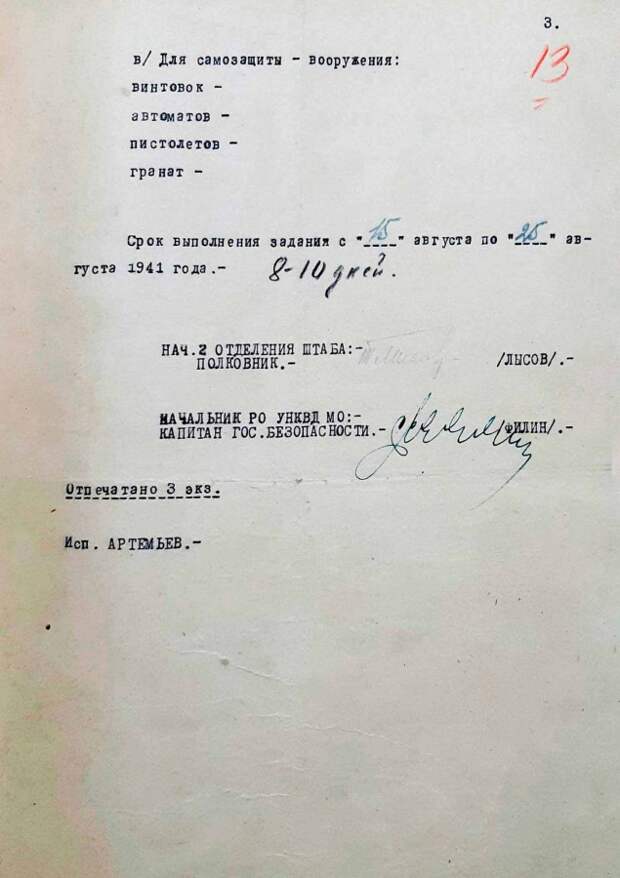 3.
13
в/ Для самозащиты - вооружения:
винтовок -
автоматов -
пистолетов -
гранат -
Срок выполнения задания с "15" августа по "25" ав-
густа 1941 года.- 8-10 дней.
НАЧ.2 ОТДЕЛЕНИЯ ШТАБА:-
ПОЛКОВНИК.- /ЛЫСОВ/.-
НАЧАЛЬНИК РО УНКВД МО:-
КАПИТАН ГОС.БЕЗОПАСНОСТИ.- /ФИЛИН/.-
Отпечатано 3 экз.
Исп. АРТЕМЬЕВ.-